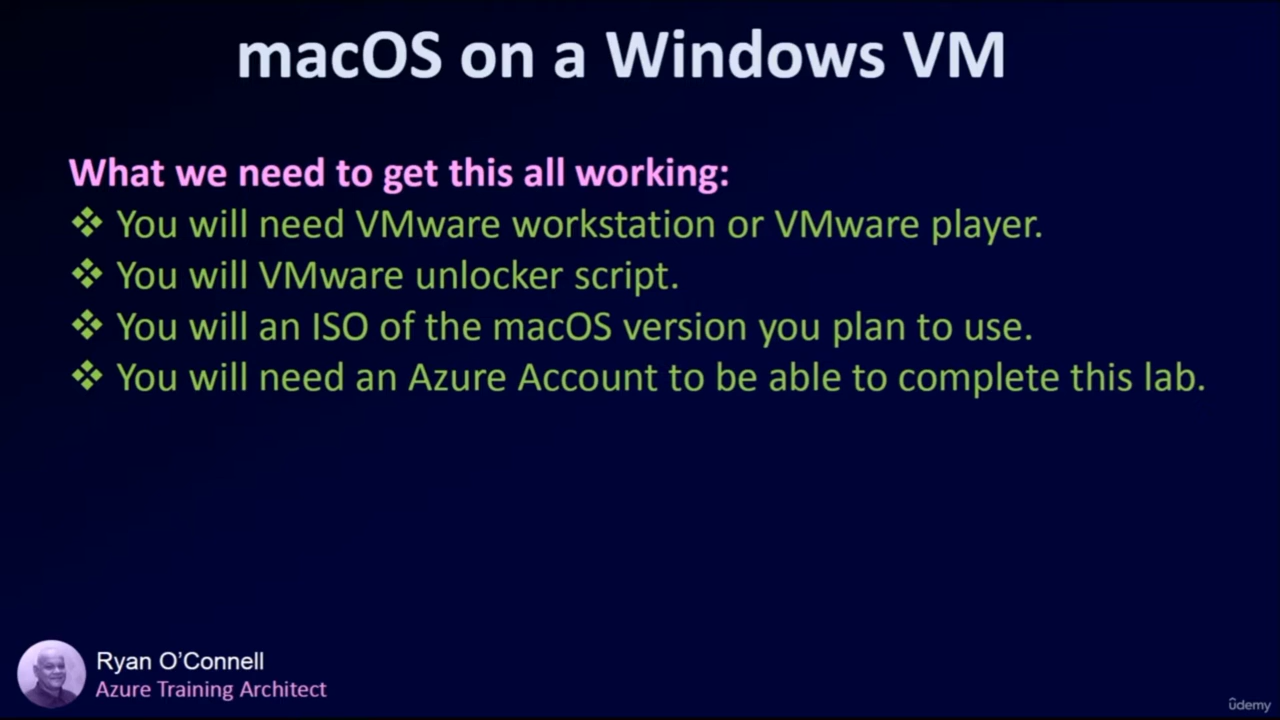 macOS on a Windows VM
What we need to get this all working:
❖ You will need VMware workstation or VMware player.
❖ You will VMware unlocker script.
❖ You will an ISO of the macOS version you plan to use.
❖ You will need an Azure Account to be able to complete this lab.
Ryan O'Connell
Azure Training Architect
ûdemy